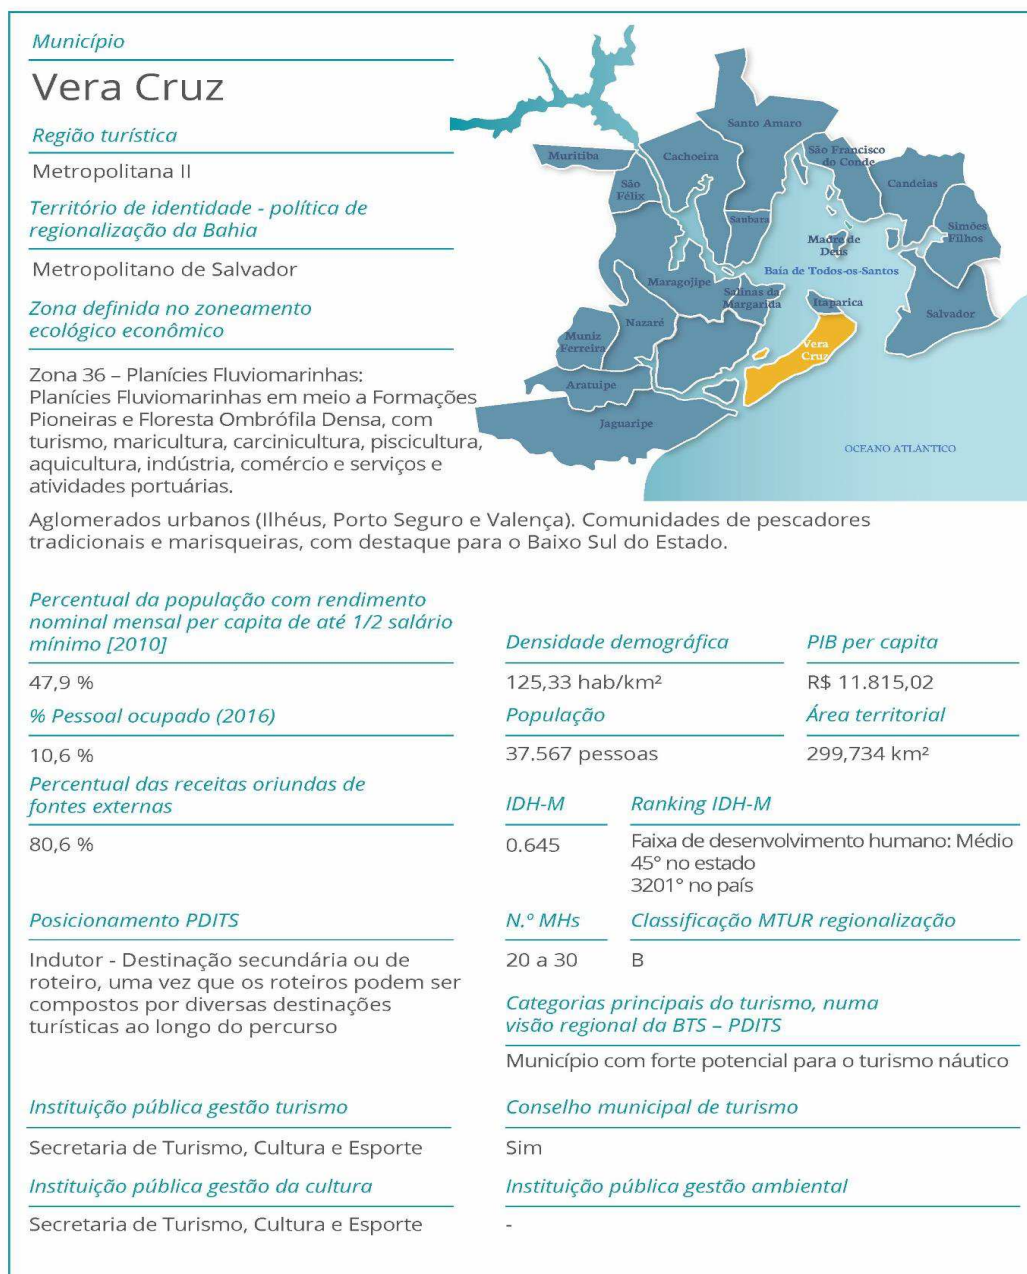 Município
Vera Cruz
Região turística
Metropolitana II
Território de identidade - política de
regionalização da Bahia
Metropolitano de Salvador
Zona definida no zoneamento
ecológico econômico
Zona 36 – Planícies Fluviomarinhas:
Planícies Fluviomarinhas em meio a Formações
Pioneiras e Floresta Ombrófila Densa, com
turismo, maricultura, carcinicultura, piscicultura,
aquicultura, indústria, comércio e serviços e
atividades portuárias.
Aglomerados urbanos (Ilhéus, Porto Seguro e Valença). Comunidades de pescadores
tradicionais e marisqueiras, com destaque para o Baixo Sul do Estado.
Santo Amaro
Muritiba
Cachoeira
São Francisco
do Conde
São
Félix
Candeias
Saubara
Simões
Filhos
Madre de
Deus
Baía de Todos-os-Santos
Maragojipe
Salinas da
Margarida
Itaparica
Salvador
Nazaré
Muniz
Ferreira
Vera
Cruz
Aratuipe
Jaguaripe
OCEANO ATLANTICO
Percentual da população com rendimento
nominal mensal per capita de até 1/2 salário
mínimo [2010]
47,9 %
Densidade demográfica
125,33 hab/km²
PIB per capita
R$ 11.815,02
% Pessoal ocupado (2016)
10,6 %
População
37.567 pessoas
Área territorial
299,734 km²
Percentual das receitas oriundas de
fontes externas
80,6 %
IDH-M
0.645
Ranking IDH-M
Faixa de desenvolvimento humano: Médio
45° no estado
3201° no país
Posicionamento PDITS
Indutor - Destinação secundária ou de
roteiro, uma vez que os roteiros podem ser
compostos por diversas destinações
turísticas ao longo do percurso
N.º MHs
20 a 30
Classificação MTUR regionalização
B
Categorias principais do turismo, numa
visão regional da BTS – PDITS
Município com forte potencial para o turismo náutico
Instituição pública gestão turismo
Secretaria de Turismo, Cultura e Esporte
Conselho municipal de turismo
Sim
Instituição pública gestão da cultura
Secretaria de Turismo, Cultura e Esporte
Instituição pública gestão ambiental
-